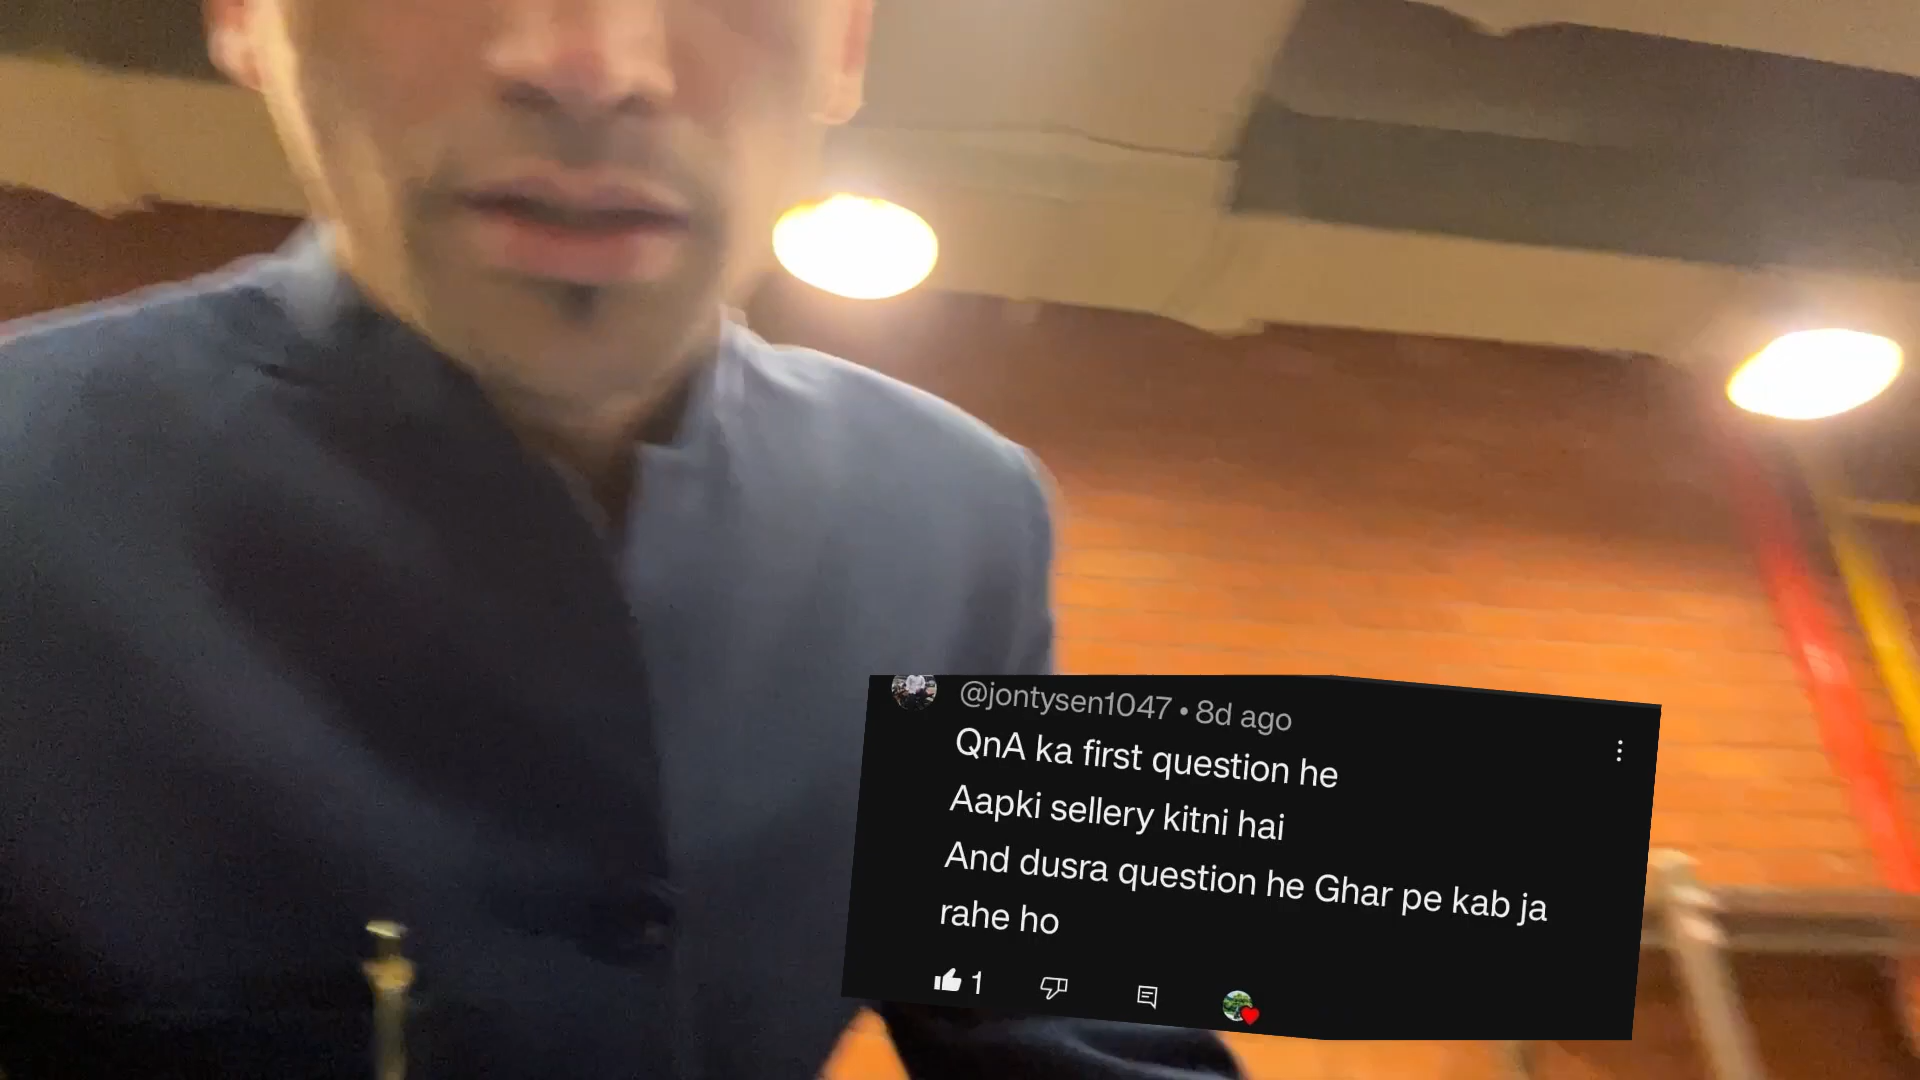 @jontysen1047 • 8d ago
QnA ka first question he
Aapki sellery kitni hai
And dusra question he Ghar pe kab ja
rahe ho
1